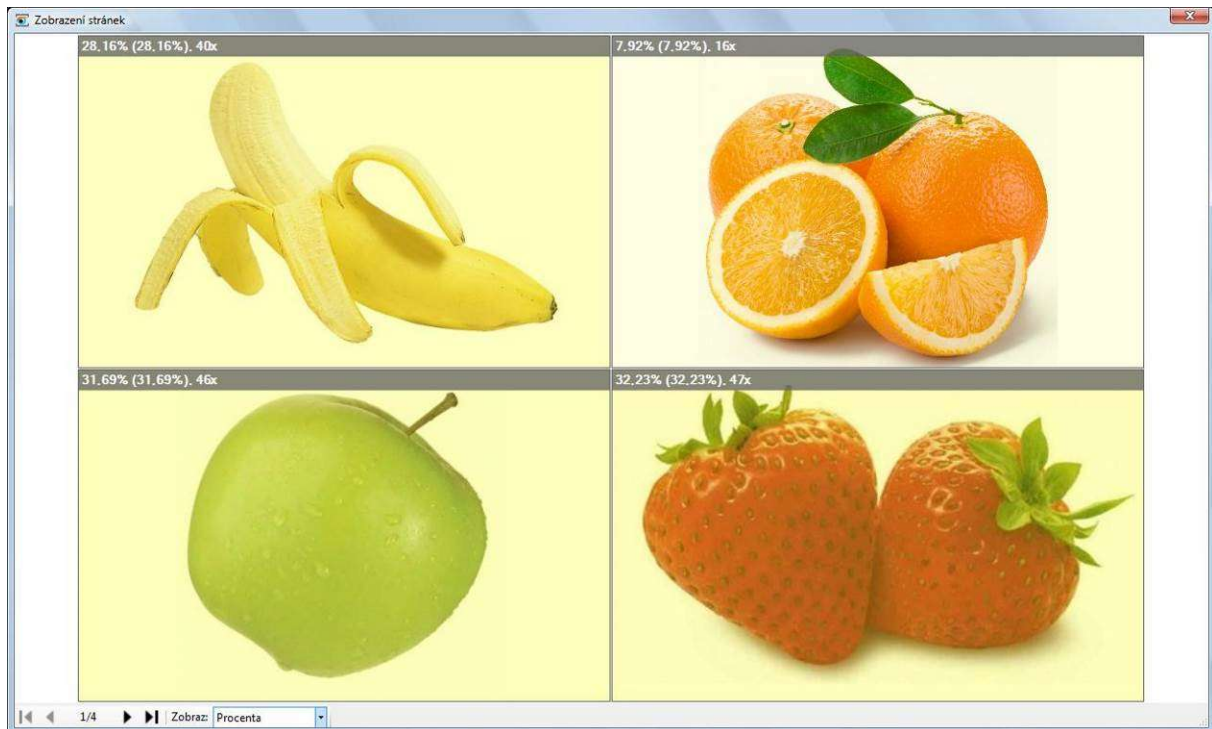 Zobrazení stránek
28,16% (28,16%), 40x
7,92% (7,92%), 16x
31,69% (31,69%), 46x
32,23% (32,23%), 47x
1/4 Zobraz: Procenta